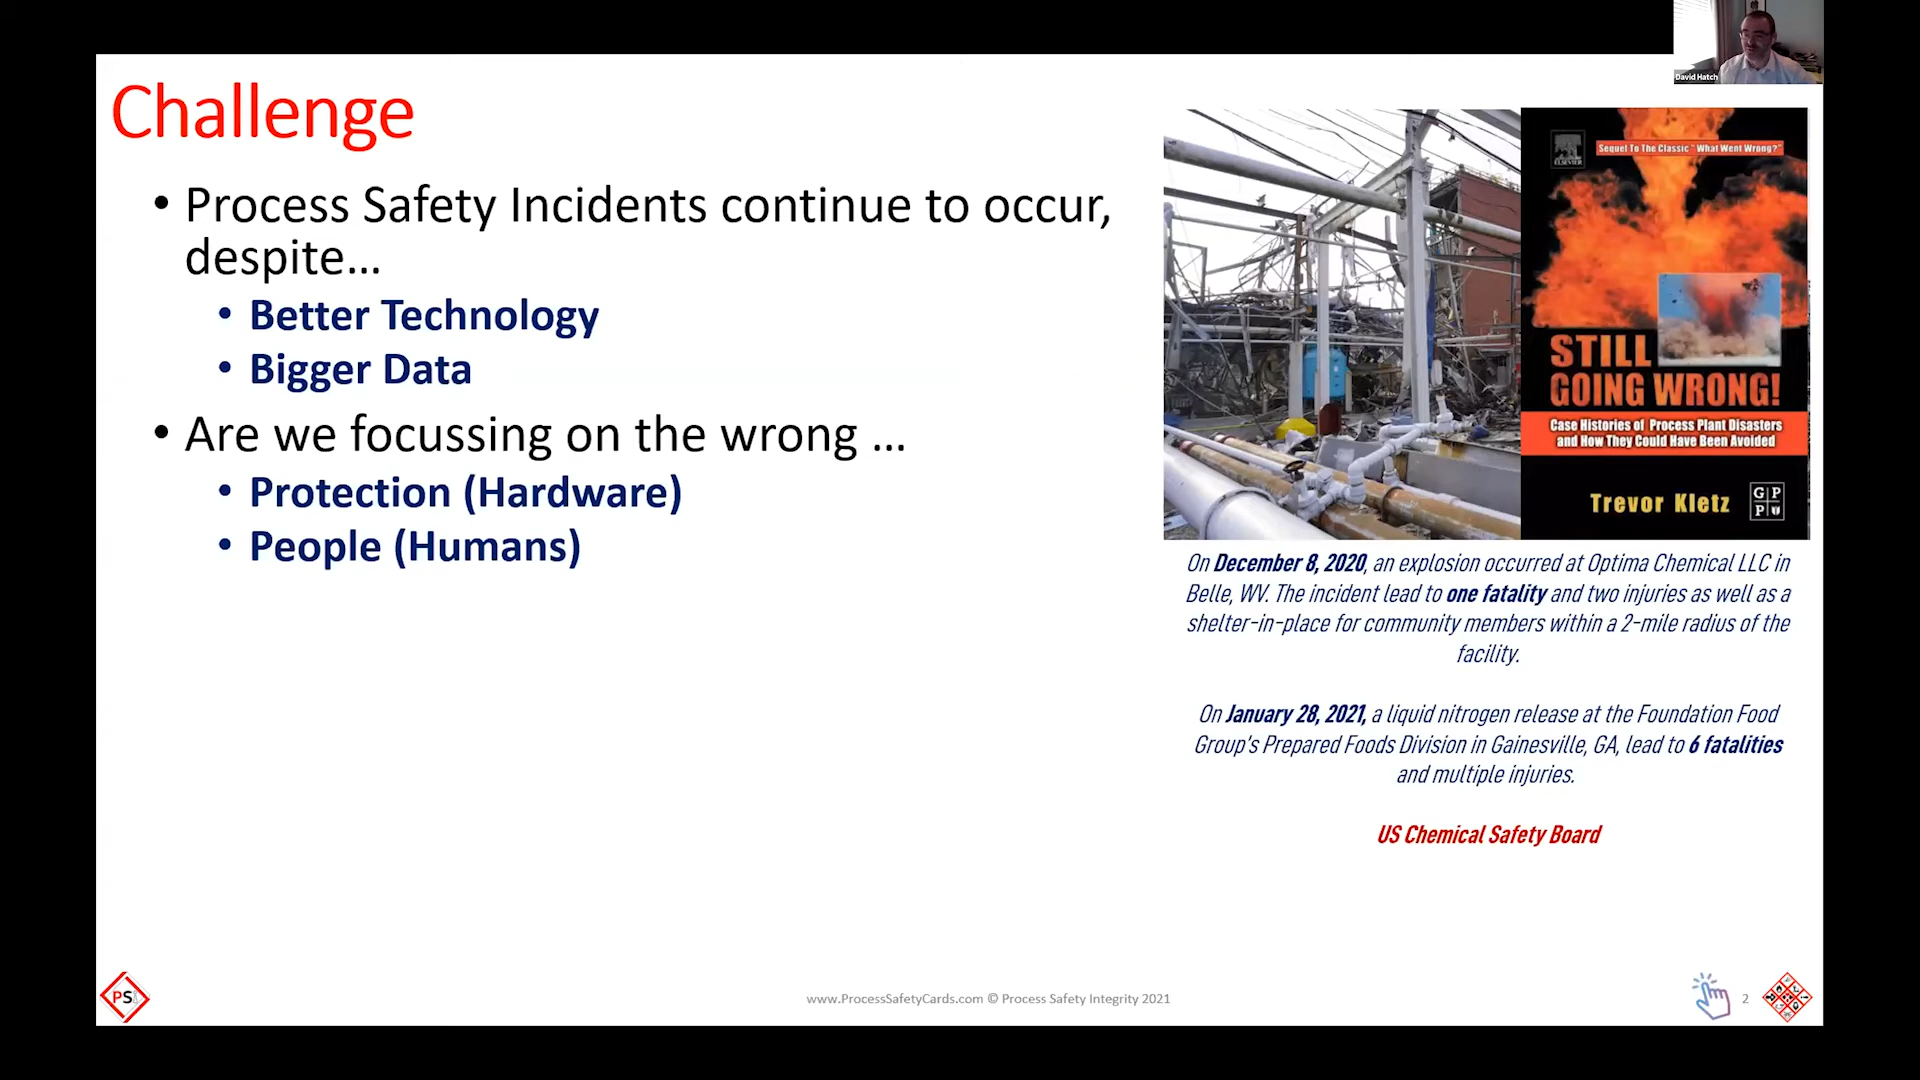 David Hatch
Challenge
• Process Safety Incidents continue to occur,
despite...
• Better Technology
• Bigger Data
• Are we focussing on the wrong ...
• Protection (Hardware)
• People (Humans)
ELSEVIER
Sequel To The Classic "What Went Wrong?"
STILL
GOING WRONG!
Case Histories of Process Plant Disasters
and How They Could Have Been Avoided
Trevor Kletz
G P
P
On December 8, 2020, an explosion occurred at Optima Chemical LLC in
Belle, WV. The incident lead to one fatality and two injuries as well as a
shelter-in-place for community members within a 2-mile radius of the
facility.
On January 28, 2021, a liquid nitrogen release at the Foundation Food
Group's Prepared Foods Division in Gainesville, GA, lead to 6 fatalities
and multiple injuries.
US Chemical Safety Board
PSi
www.ProcessSafetyCards.com © Process Safety Integrity 2021
2